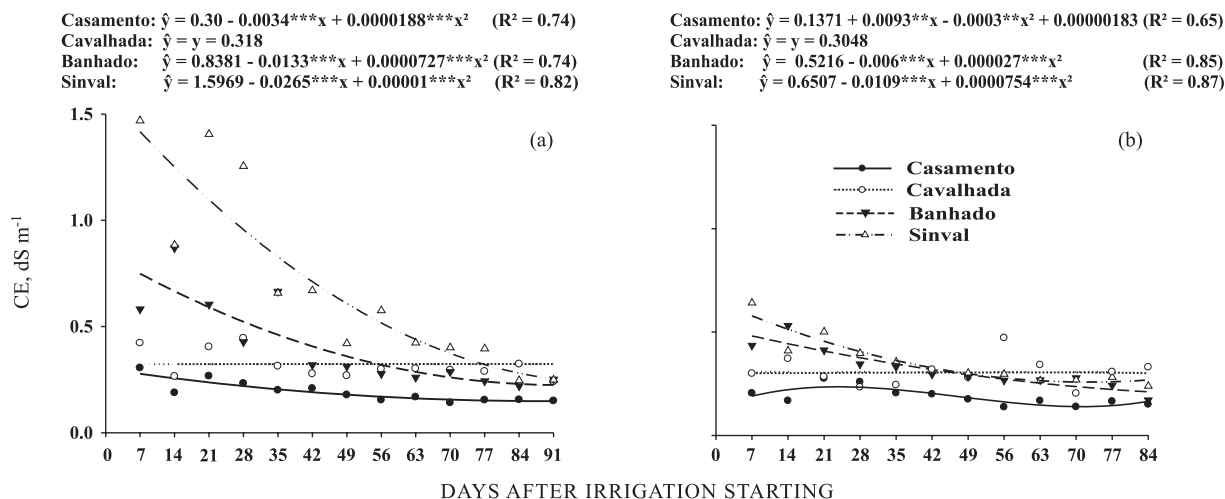 Casamento: ŷ = 0.30 - 0.0034***x + 0.0000188***x² (R² = 0.74)
Cavalhada: ŷ = y = 0.318
Banhado: ŷ = 0.8381 - 0.0133***x + 0.0000727***x² (R² = 0.74)
Sinval: ŷ = 1.5969 - 0.0265***x + 0.00001***x² (R² = 0.82)
Casamento: ŷ = 0.1371 + 0.0093**x - 0.0003**x² + 0.00000183 (R² = 0.65)
Cavalhada: ŷ = y = 0.3048
Banhado: ŷ = 0.5216 -0.006***x + 0.000027***x² (R² = 0.85)
Sinval: ŷ = 0.6507 -0.0109***x + 0.0000754***x² (R² = 0.87)
1.5
1.0
0.5
0.0
CE, dS m⁻¹
(a)
0 7 14 21 28 35 42 49 56 63 70 77 84 91
(b)
Casamento
Cavalhada
Banhado
Sinval
0 7 14 21 28 35 42 49 56 63 70 77 84
DAYS AFTER IRRIGATION STARTING